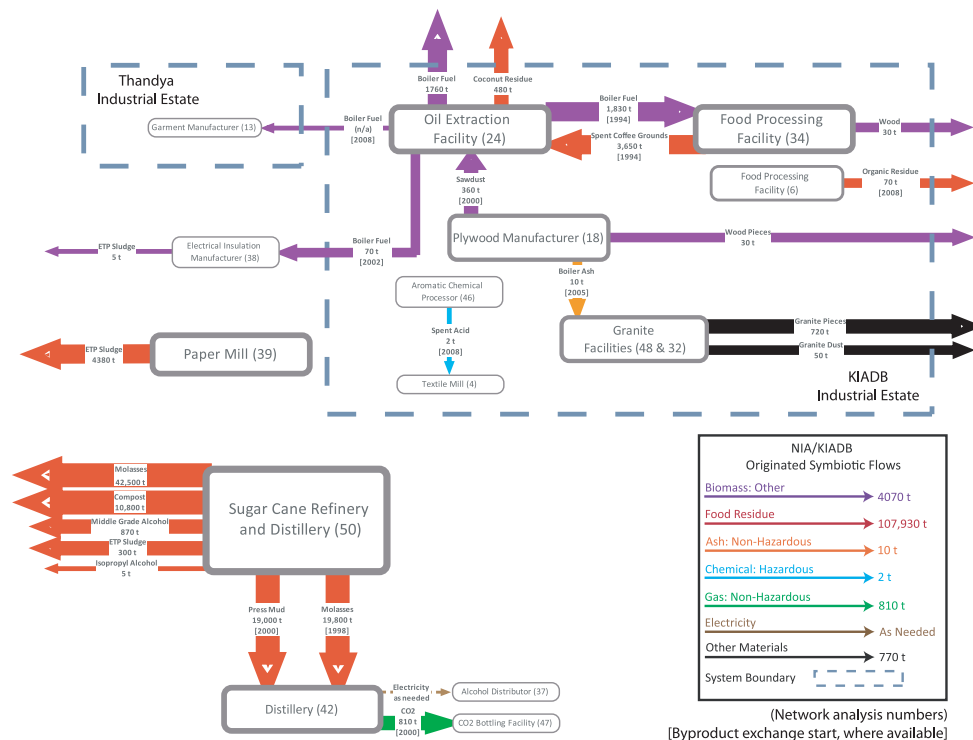 Thandya
Industrial Estate
Garment Manufacturer (13)
Boiler Fuel
(n/a)
[2008]
Boiler Fuel
1760 t
Coconut Residue
480 t
Oil Extraction
Facility (24)
Boiler Fuel
1,830 t
[1994]
Spent Coffee Grounds
3,650 t
[1994]
Food Processing
Facility (34)
Wood
30 t
Food Processing
Facility (6)
Organic Residue
70 t
[2008]
Sawdust
360 t
[2000]
Plywood Manufacturer (18)
Wood Pieces
30 t
ETP Sludge
5 t
Electrical Insulation
Manufacturer (38)
Boiler Fuel
70 t
[2002]
Boiler Ash
10 t
[2005]
Aromatic Chemical
Processor (46)
Spent Acid
2 t
[2008]
Textile Mill (4)
Granite
Facilities (48 & 32)
Granite Pieces
720 t
Granite Dust
50 t
KIADB
Industrial Estate
ETP Sludge
4380 t
Paper Mill (39)
Molasses
42,500 t
Compost
10,800 t
Middle Grade Alcohol
870 t
ETP Sludge
300 t
Isopropyl Alcohol
5 t
Sugar Cane Refinery
and Distillery (50)
Press Mud
19,000 t
[2000]
Molasses
19,800 t
[1998]
Distillery (42)
Electricity
as needed
Alcohol Distributor (37)
CO2
810 t
[2000]
CO2 Bottling Facility (47)
NIA/KIADB
Originated Symbiotic Flows
Biomass: Other
4070 t
Food Residue
107,930 t
Ash: Non-Hazardous
10 t
Chemical: Hazardous
2 t
Gas: Non-Hazardous
810 t
Electricity
As Needed
Other Materials
770 t
System Boundary
(Network analysis numbers)
[Byproduct exchange start, where available]